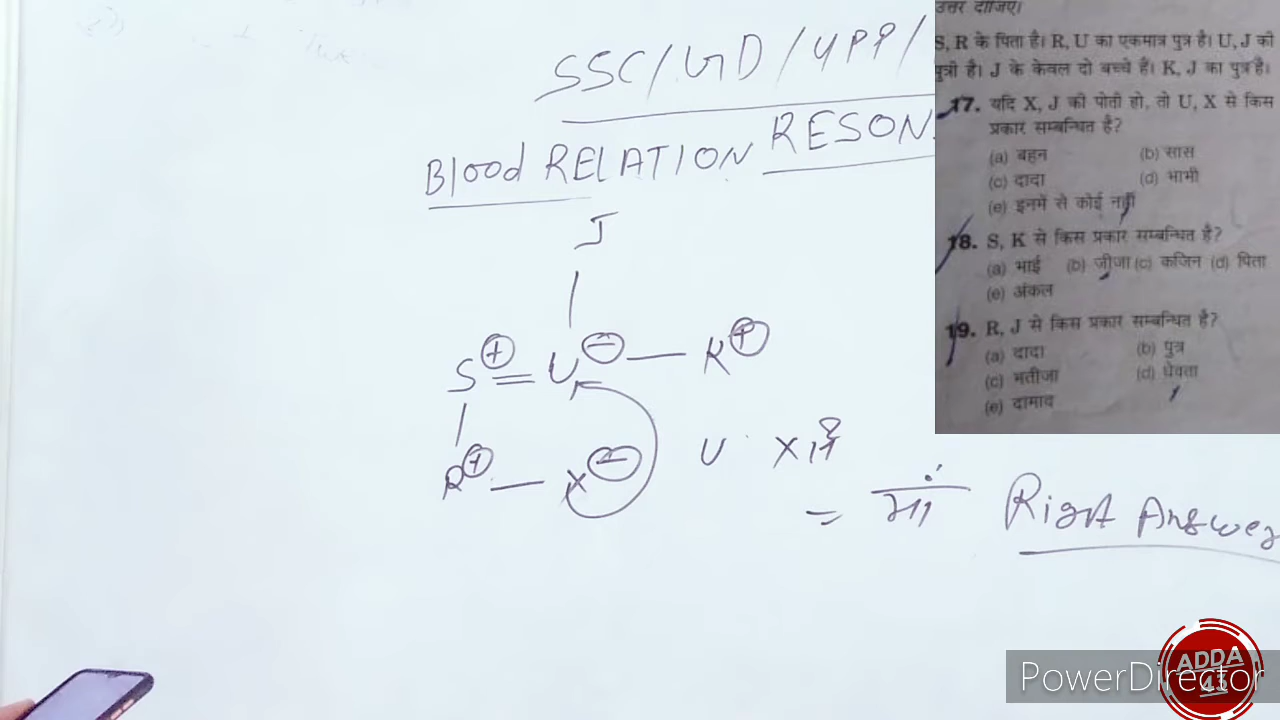 SSC/GD/UPP/
Blood RELATION RESON
J
S + = U - — K +
R + — X -
U X की
= माँ
Right Answer
उत्तर दीजिए।
S, R के पिता है। R, U का एकमात्र पुत्र है। U, J की
पुत्री है। J के केवल दो बच्चे हैं। K, J का पुत्र है।
17. यदि X, J की पोती हो, तो U, X से किस
प्रकार सम्बन्धित है?
(a) बहन (b) सास
(c) दादा (d) भाभी
(e) इनमें से कोई नहीं
18. S, K से किस प्रकार सम्बन्धित है?
(a) भाई (b) जीजा (c) कजिन (d) पिता
(e) अंकल
19. R, J से किस प्रकार सम्बन्धित है?
(a) दादा (b) पुत्र
(c) भतीजा (d) धेवता
(e) दामाद
ADDA
43
PowerDirector